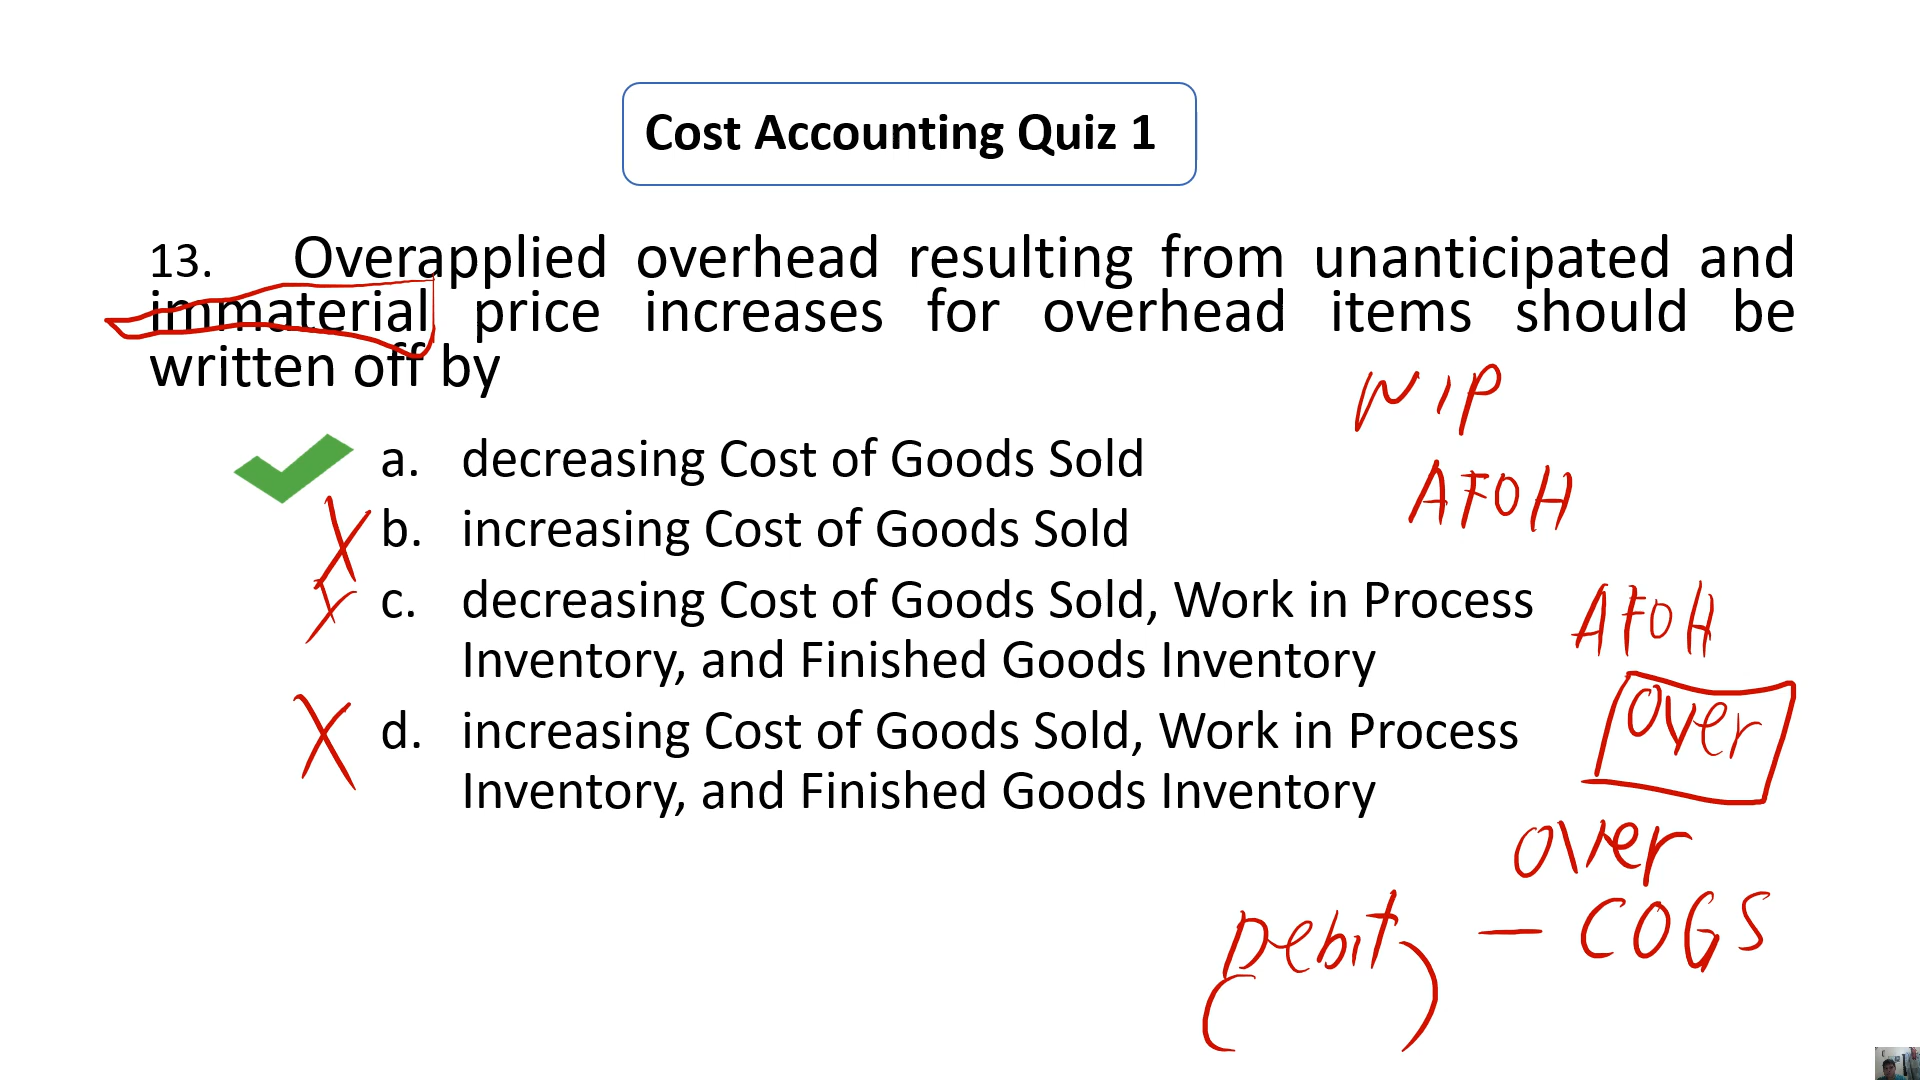 Cost Accounting Quiz 1
13. Overapplied overhead resulting from unanticipated and
immaterial price increases for overhead items should be
written off by
WIP
a. decreasing Cost of Goods Sold
AFOH
b. increasing Cost of Goods Sold
c. decreasing Cost of Goods Sold, Work in Process
Inventory, and Finished Goods Inventory
AFOH
d. increasing Cost of Goods Sold, Work in Process
Inventory, and Finished Goods Inventory
over
over
Debit — COGS